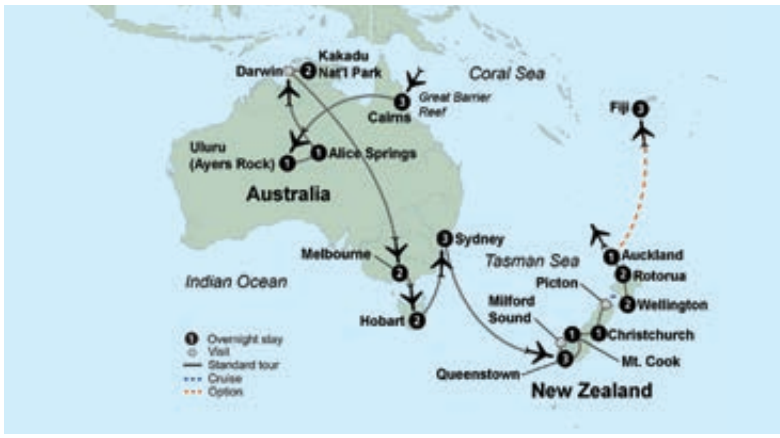 Kakadu
Nat'l Park
2
Darwin
Coral Sea
3
Great Barrier
Reef
Cairns
Fiji
3
Uluru
(Ayers Rock)
1
1
Alice Springs
Australia
3
Sydney
Melbourne
2
Tasman Sea
1
Auckland
2
Rotorua
Indian Ocean
Picton
2
Wellington
Milford
Sound
Hobart
2
1
1
Christchurch
Mt. Cook
Queenstown
3
New Zealand
1
Overnight stay
Visit
Standard tour
Cruise
Option